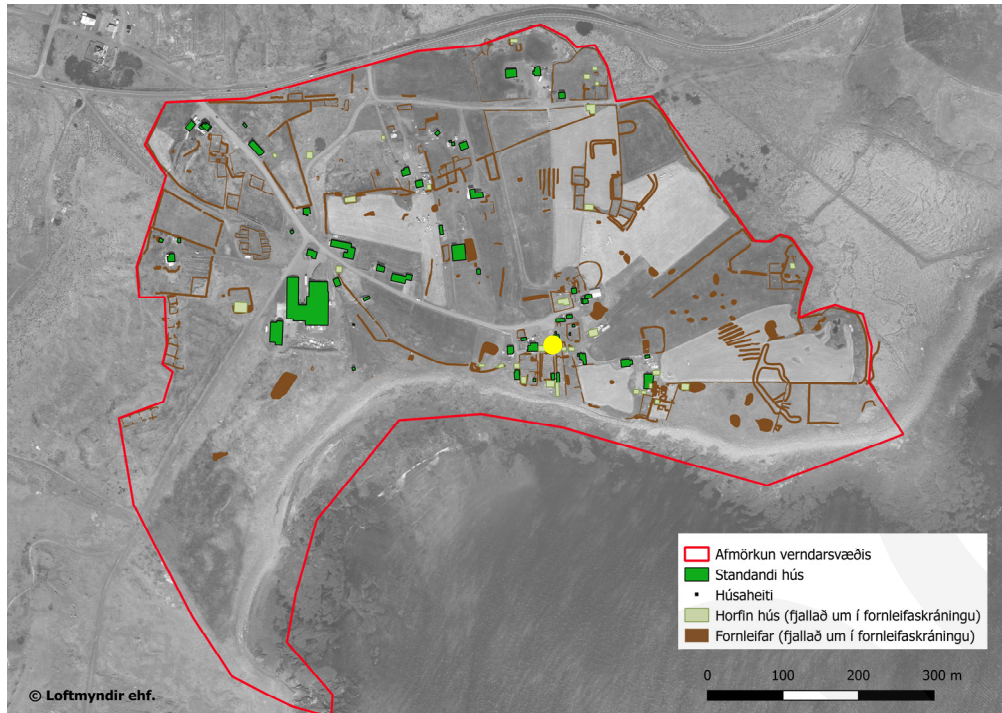 Afmörkun verndarsvæðis
Standandi hús
Húsaheiti
Horfin hús (fjallað um í fornleifaskráningu)
Fornleifar (fjallað um í fornleifaskráningu)
0 100 200 300 m
© Loftmyndir ehf.